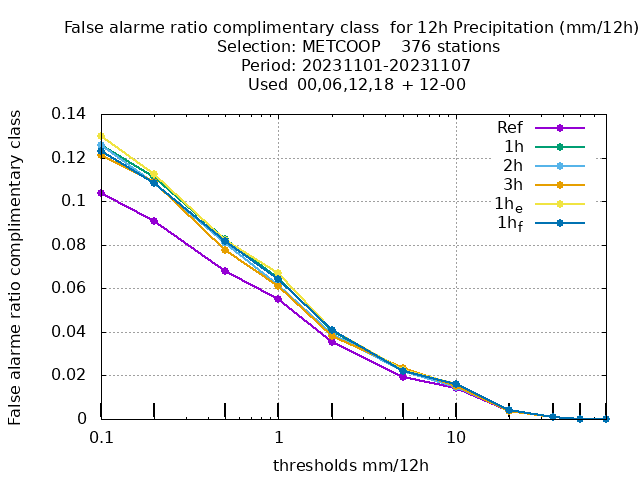 False alarme ratio complimentary class  for 12h Precipitation (mm/12h)
Selection: METCOOP    376 stations
Period: 20231101-20231107
Used  00,06,12,18  + 12-00
False alarme ratio complimentary class
0.14
0.12
0.1
0.08
0.06
0.04
0.02
0
0.1
1
10
thresholds mm/12h
Ref
1h
2h
3h
1he
1hf